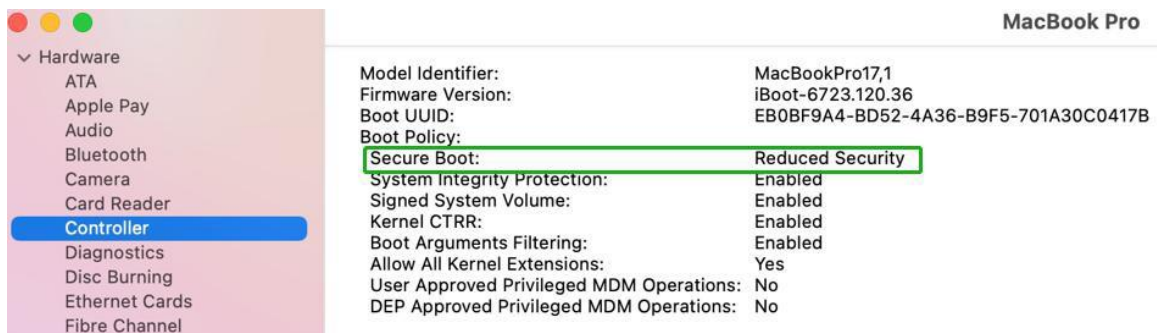 MacBook Pro
Hardware
ATA
Apple Pay
Audio
Bluetooth
Camera
Card Reader
Controller
Diagnostics
Disc Burning
Ethernet Cards
Fibre Channel
Model Identifier: MacBookPro17,1
Firmware Version: iBoot-6723.120.36
Boot UUID: EB0BF9A4-BD52-4A36-B9F5-701A30C0417B
Boot Policy:
Secure Boot: Reduced Security
System Integrity Protection: Enabled
Signed System Volume: Enabled
Kernel CTRR: Enabled
Boot Arguments Filtering: Enabled
Allow All Kernel Extensions: Yes
User Approved Privileged MDM Operations: No
DEP Approved Privileged MDM Operations: No